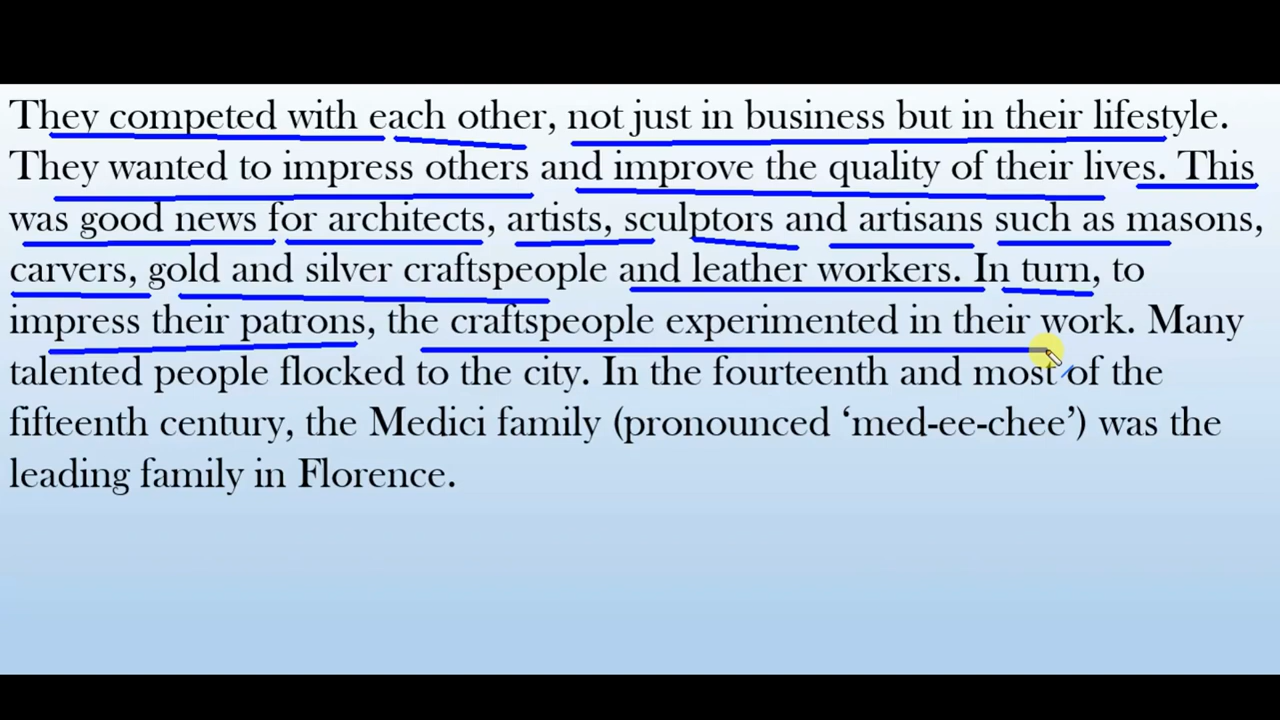 They competed with each other, not just in business but in their lifestyle.
They wanted to impress others and improve the quality of their lives. This
was good news for architects, artists, sculptors and artisans such as masons,
carvers, gold and silver craftspeople and leather workers. In turn, to
impress their patrons, the craftspeople experimented in their work. Many
talented people flocked to the city. In the fourteenth and most of the
fifteenth century, the Medici family (pronounced ‘med-ee-chee’) was the
leading family in Florence.